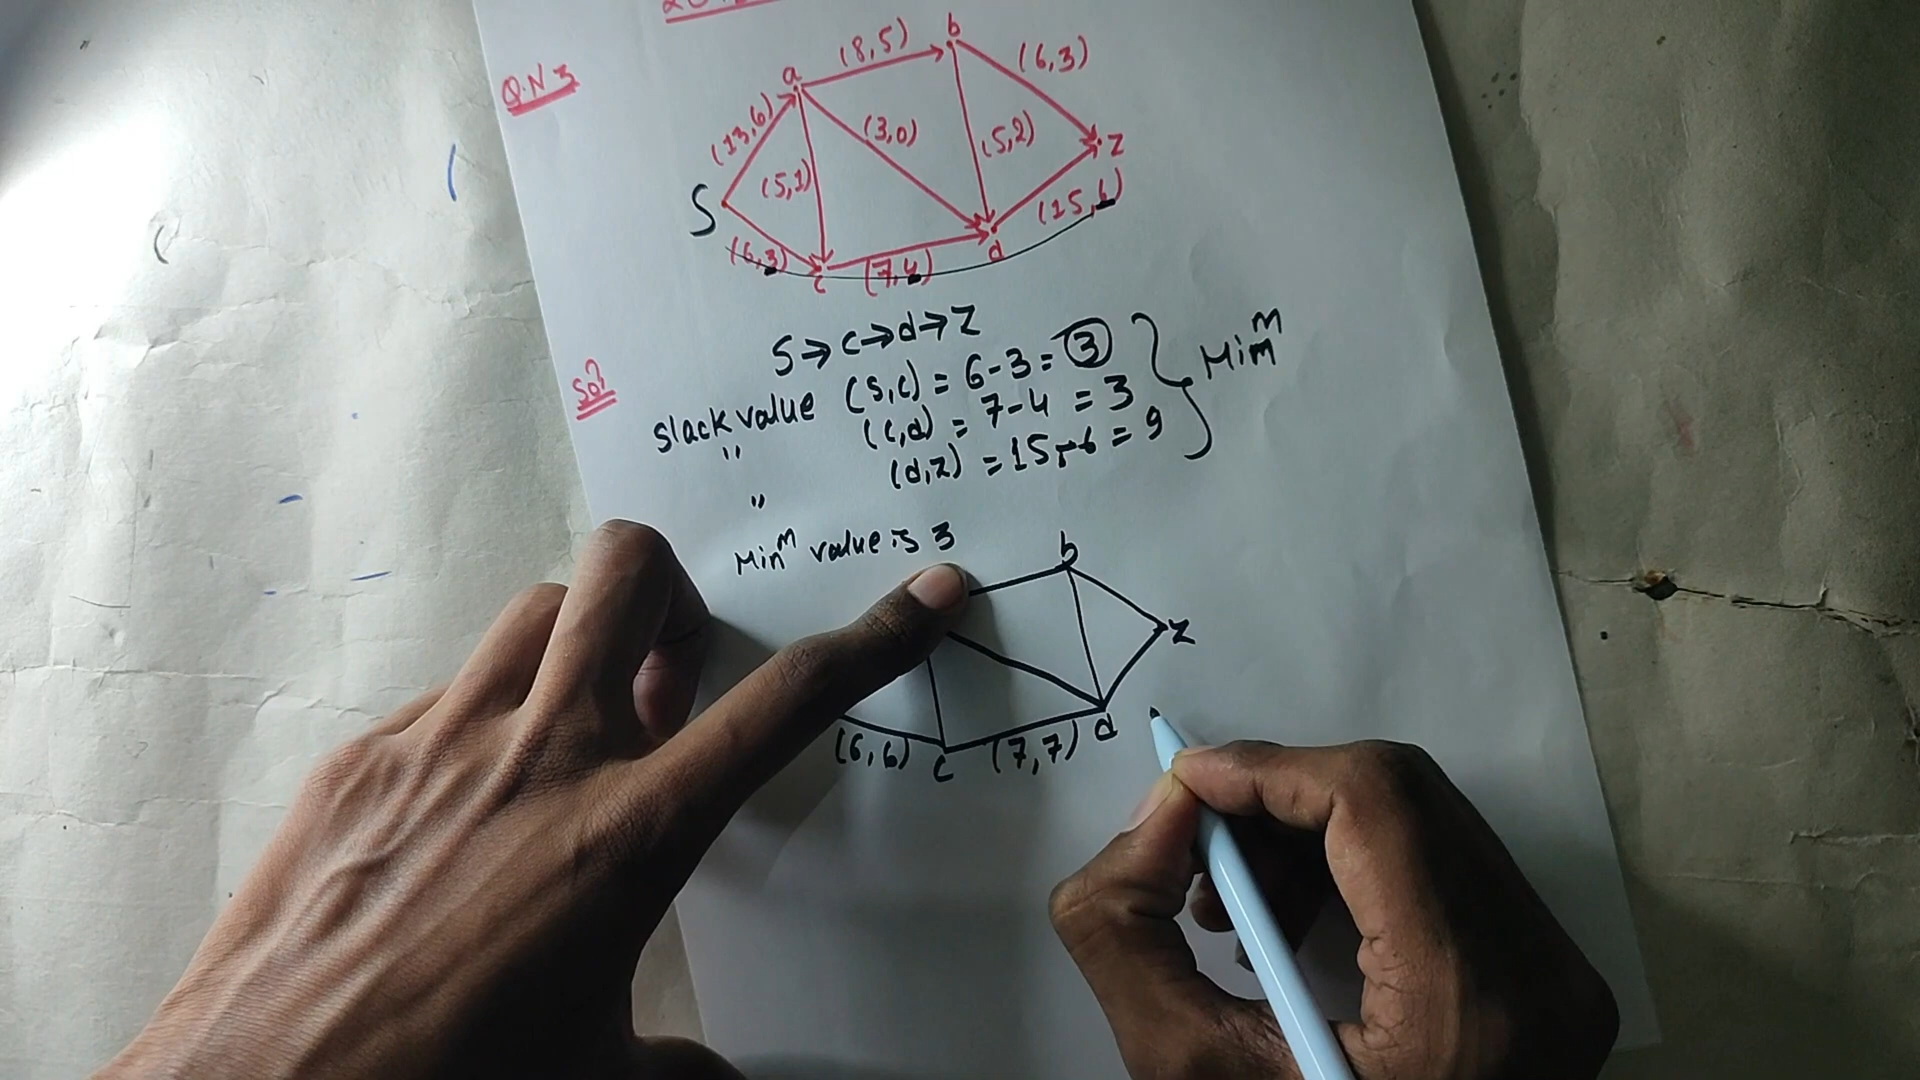 Q.N 3
b
(8,5)
(6,3)
a
(13,6)
(3,0)
(5,2)
z
(5,1)
S
(15,6)
(6,3)
c
(7,4)
d
S→c→d→z
Sol
slack value (s,c) = 6-3 = 3
" (c,d) = 7-4 = 3
" (d,z) = 15-6 = 9
Minm
Minm value is 3
b
z
d
(6,6)
c
(7,7)